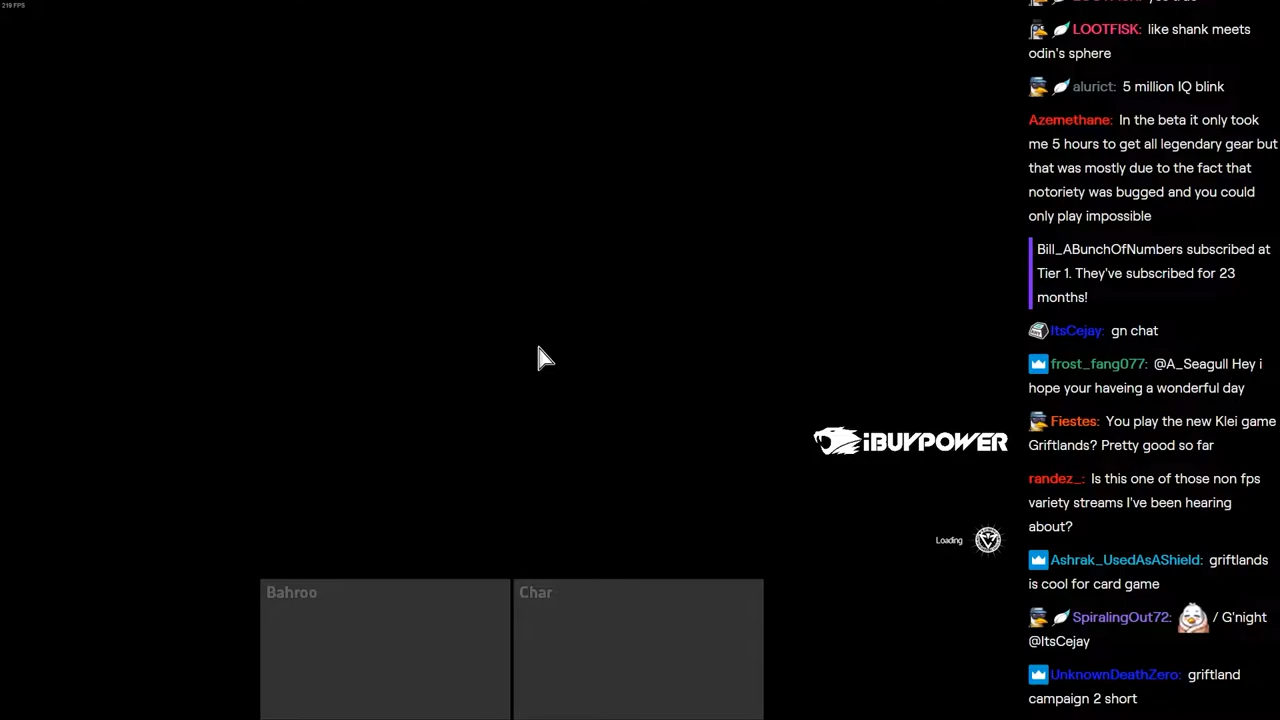 219 FPS
LOOTFISK: like shank meets
odin's sphere
alurict: 5 million IQ blink
Azemethane: In the beta it only took
me 5 hours to get all legendary gear but
that was mostly due to the fact that
notoriety was bugged and you could
only play impossible
Bill_ABunchOfNumbers subscribed at
Tier 1. They've subscribed for 23
months!
ItsCejay: gn chat
frost_fang077: @A_Seagull Hey i
hope your haveing a wonderful day
Fiestes: You play the new Klei game
Griftlands? Pretty good so far
randez_: Is this one of those non fps
variety streams I've been hearing
about?
Ashrak_UsedAsAShield: griftlands
is cool for card game
SpiralingOut72: / G'night
@ItsCejay
UnknownDeathZero: griftland
campaign 2 short
iBUYPOWER
Loading
Bahroo
Char